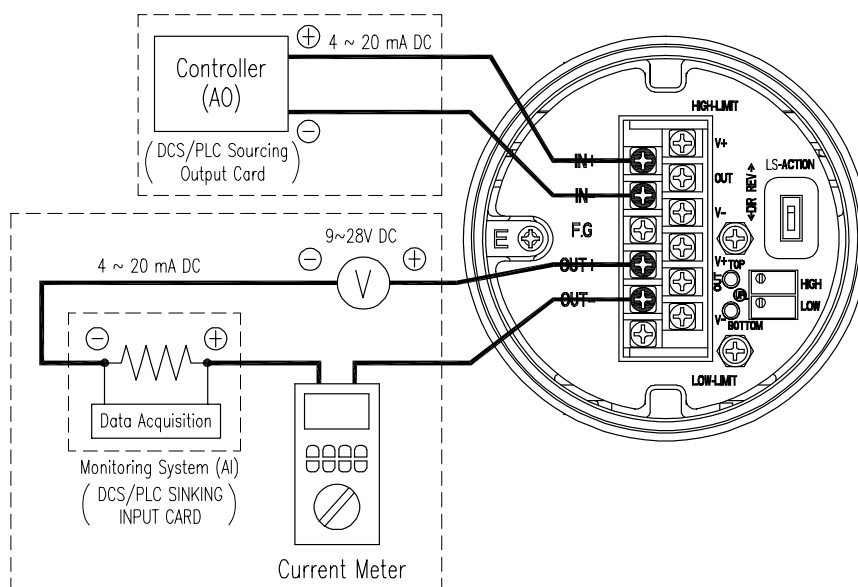 Controller
(AO)
( DCS/PLC Sourcing
Output Card )
+
4 ~ 20 mA DC
−
9~28V DC
−
V
+
4 ~ 20 mA DC
−
+
Data Acquisition
Monitoring System (AI)
( DCS/PLC SINKING
INPUT CARD )
Current Meter
HIGH-LIMIT
IN+
IN-
F.G
OUT+
OUT-
E
V+
OUT
V-
V+
OUT
V-
TOP
BOTTOM
LOW-LIMIT
←DIR REV→
LS-ACTION
HIGH
LOW